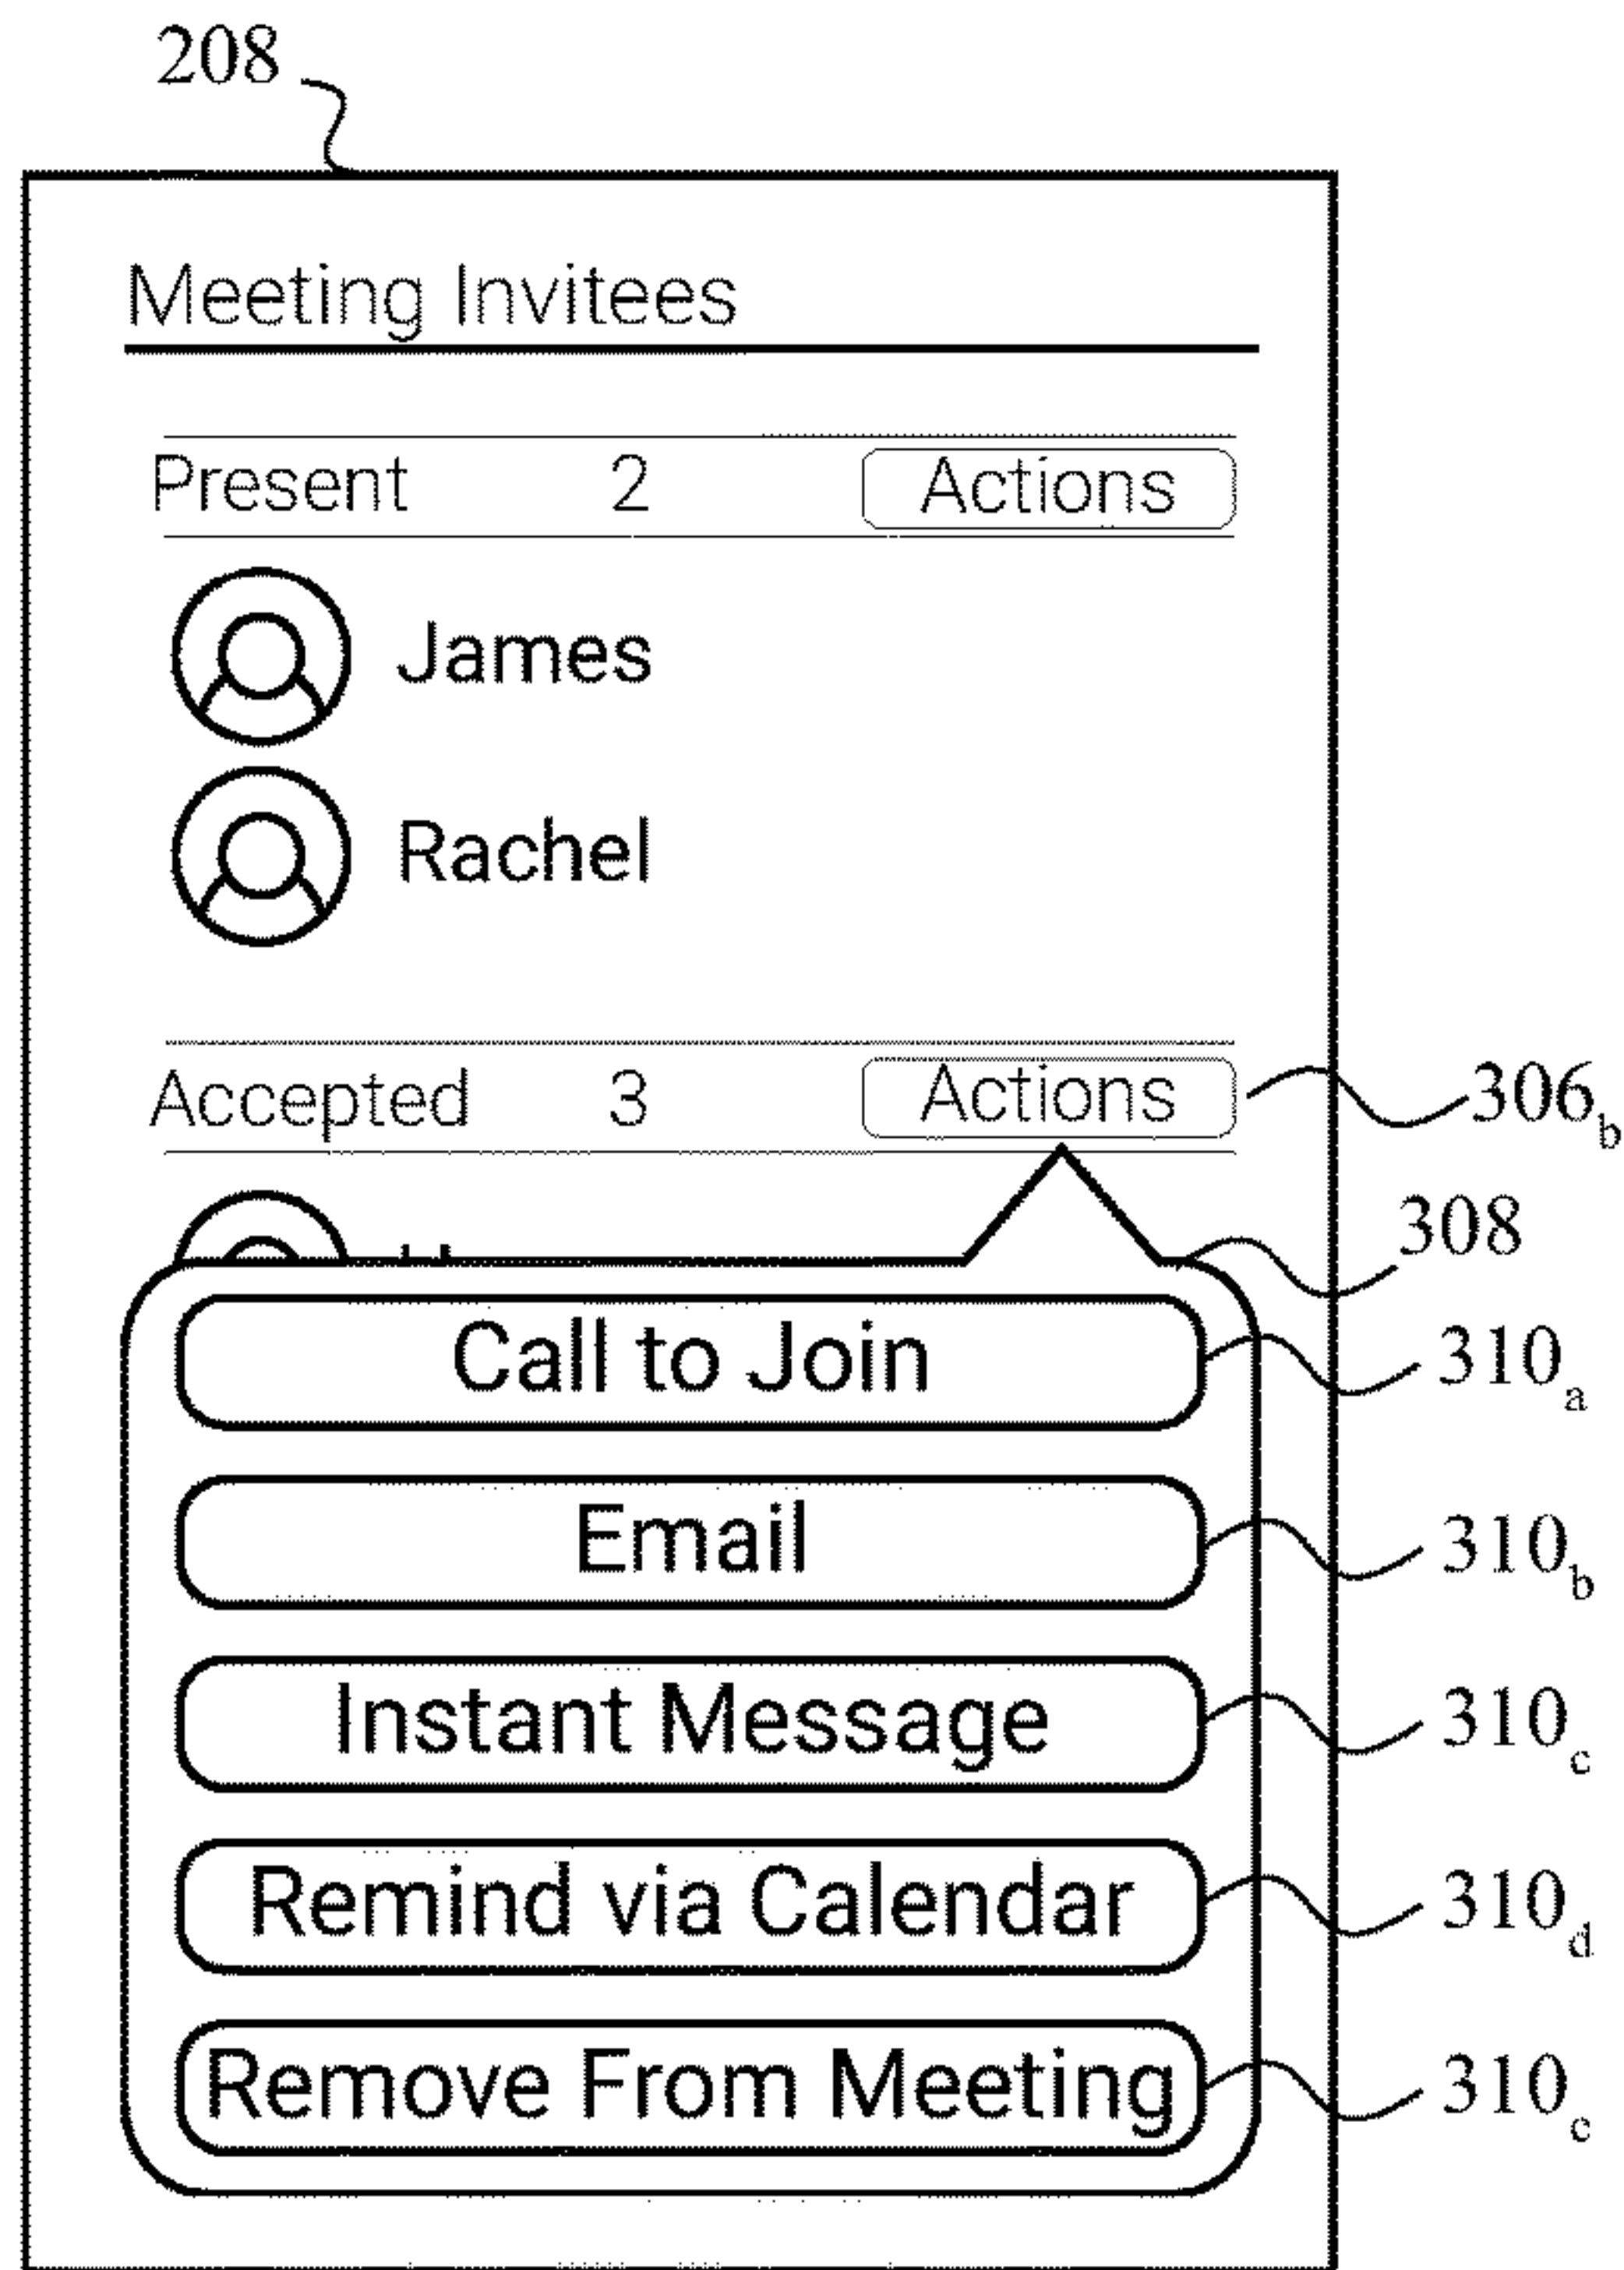 208
Meeting Invitees
Present 2 Actions
James
Rachel
Accepted 3 Actions
306b
308
Call to Join 310a
Email 310b
Instant Message 310c
Remind via Calendar 310d
Remove From Meeting 310e